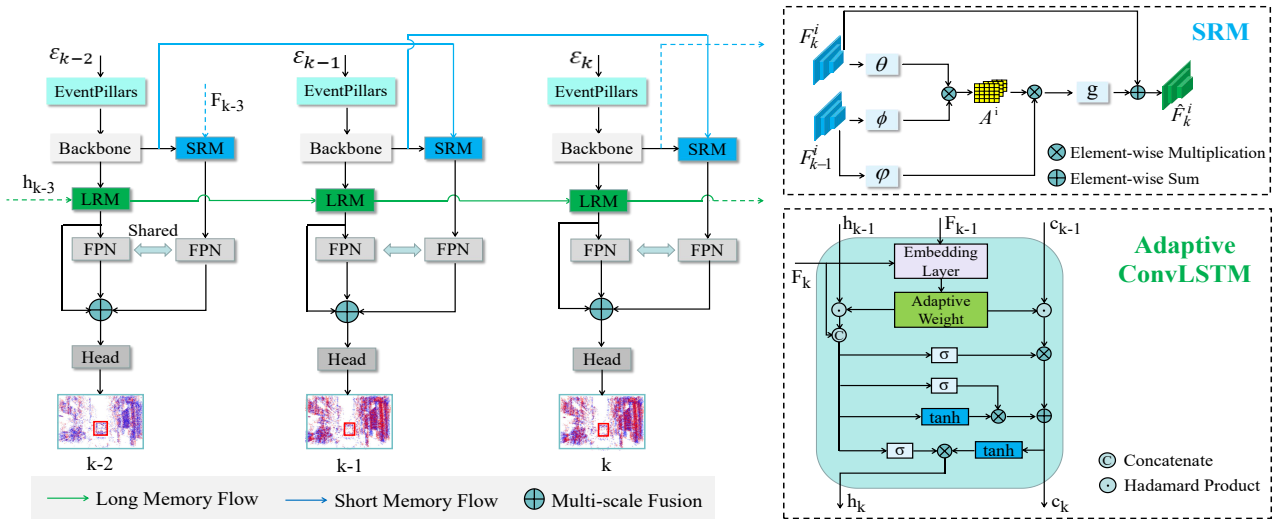 ε_{k-2}
ε_{k-1}
ε_k
EventPillars
EventPillars
EventPillars
F_{k-3}
Backbone
SRM
Backbone
SRM
Backbone
SRM
h_{k-3}
LRM
LRM
LRM
Shared
FPN
FPN
FPN
FPN
FPN
FPN
Head
Head
Head
k-2
k-1
k
Long Memory Flow
Short Memory Flow
Multi-scale Fusion
SRM
F_k^i
θ
ϕ
A^i
g
F̂_k^i
F_{k-1}^i
φ
Element-wise Multiplication
Element-wise Sum
Adaptive
ConvLSTM
h_{k-1}
F_{k-1}
c_{k-1}
F_k
Embedding
Layer
Adaptive
Weight
C
σ
σ
tanh
σ
tanh
h_k
c_k
C Concatenate
Hadamard Product